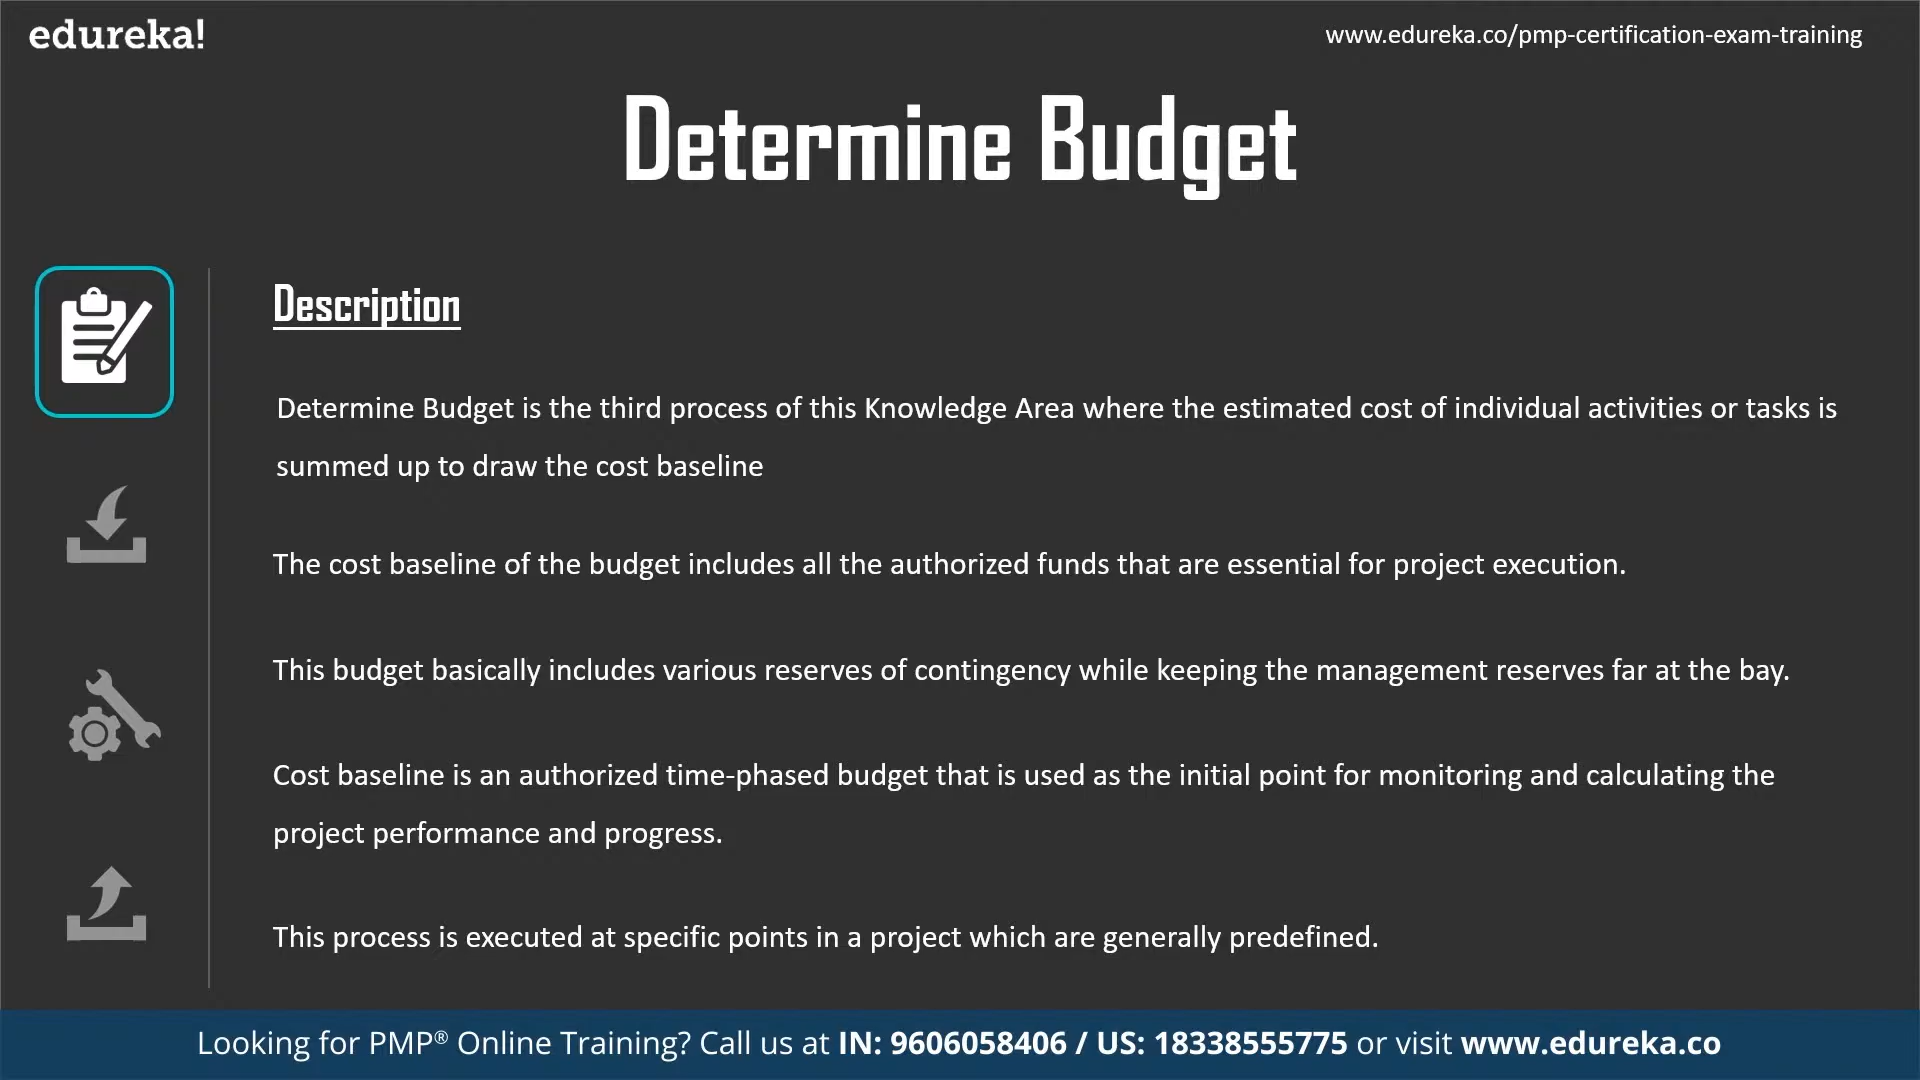 edureka!
www.edureka.co/pmp-certification-exam-training
Determine Budget
Description
Determine Budget is the third process of this Knowledge Area where the estimated cost of individual activities or tasks is
summed up to draw the cost baseline
The cost baseline of the budget includes all the authorized funds that are essential for project execution.
This budget basically includes various reserves of contingency while keeping the management reserves far at the bay.
Cost baseline is an authorized time-phased budget that is used as the initial point for monitoring and calculating the
project performance and progress.
This process is executed at specific points in a project which are generally predefined.
Looking for PMP® Online Training? Call us at IN: 9606058406 / US: 18338555775 or visit www.edureka.co